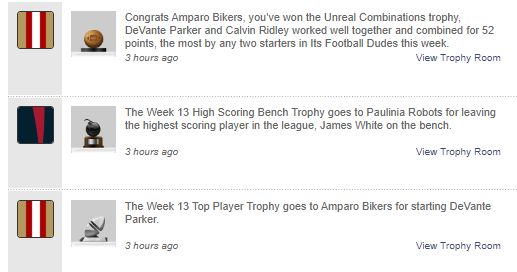 Congrats Amparo Bikers, you've won the Unreal Combinations trophy,
DeVante Parker and Calvin Ridley worked well together and combined for 52
points, the most by any two starters in Its Football Dudes this week.
3 hours ago View Trophy Room
The Week 13 High Scoring Bench Trophy goes to Paulinia Robots for leaving
the highest scoring player in the league, James White on the bench.
3 hours ago View Trophy Room
The Week 13 Top Player Trophy goes to Amparo Bikers for starting DeVante
Parker.
3 hours ago View Trophy Room